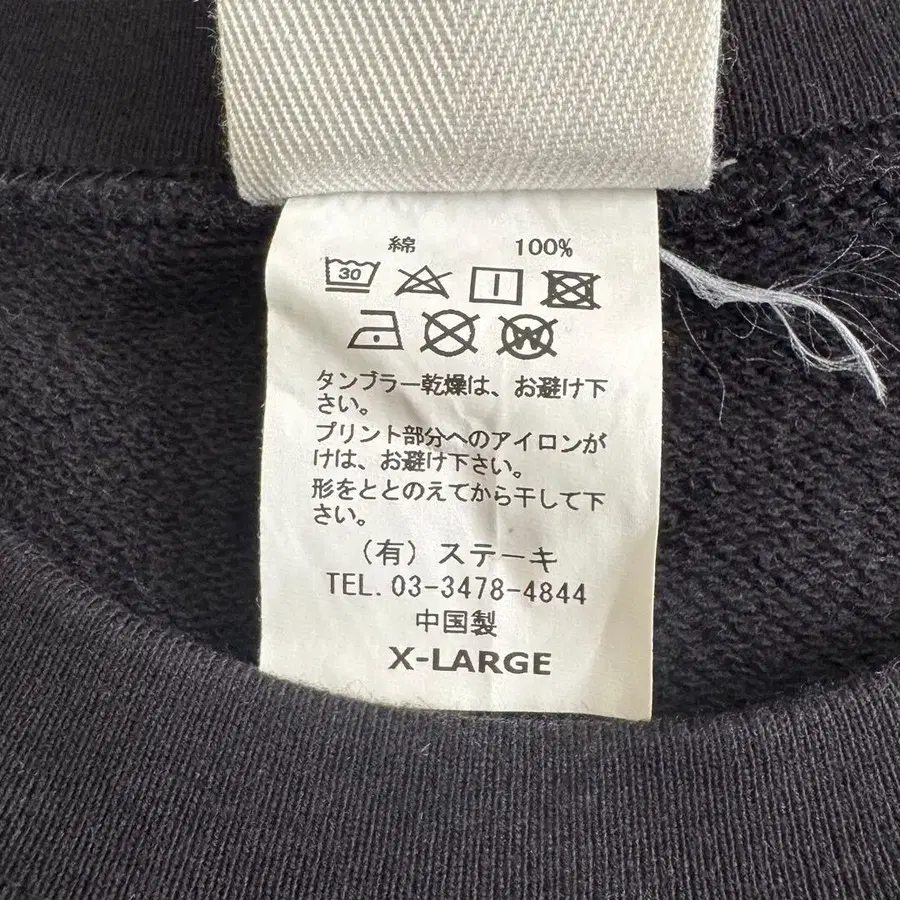 綿 100%
30
W
タンブラー乾燥は、お避け下
さい。
プリント部分へのアイロンが
けは、お避け下さい。
形をととのえてから干して下
さい。
（有）ステーキ
TEL. 03-3478-4844
中国製
X-LARGE